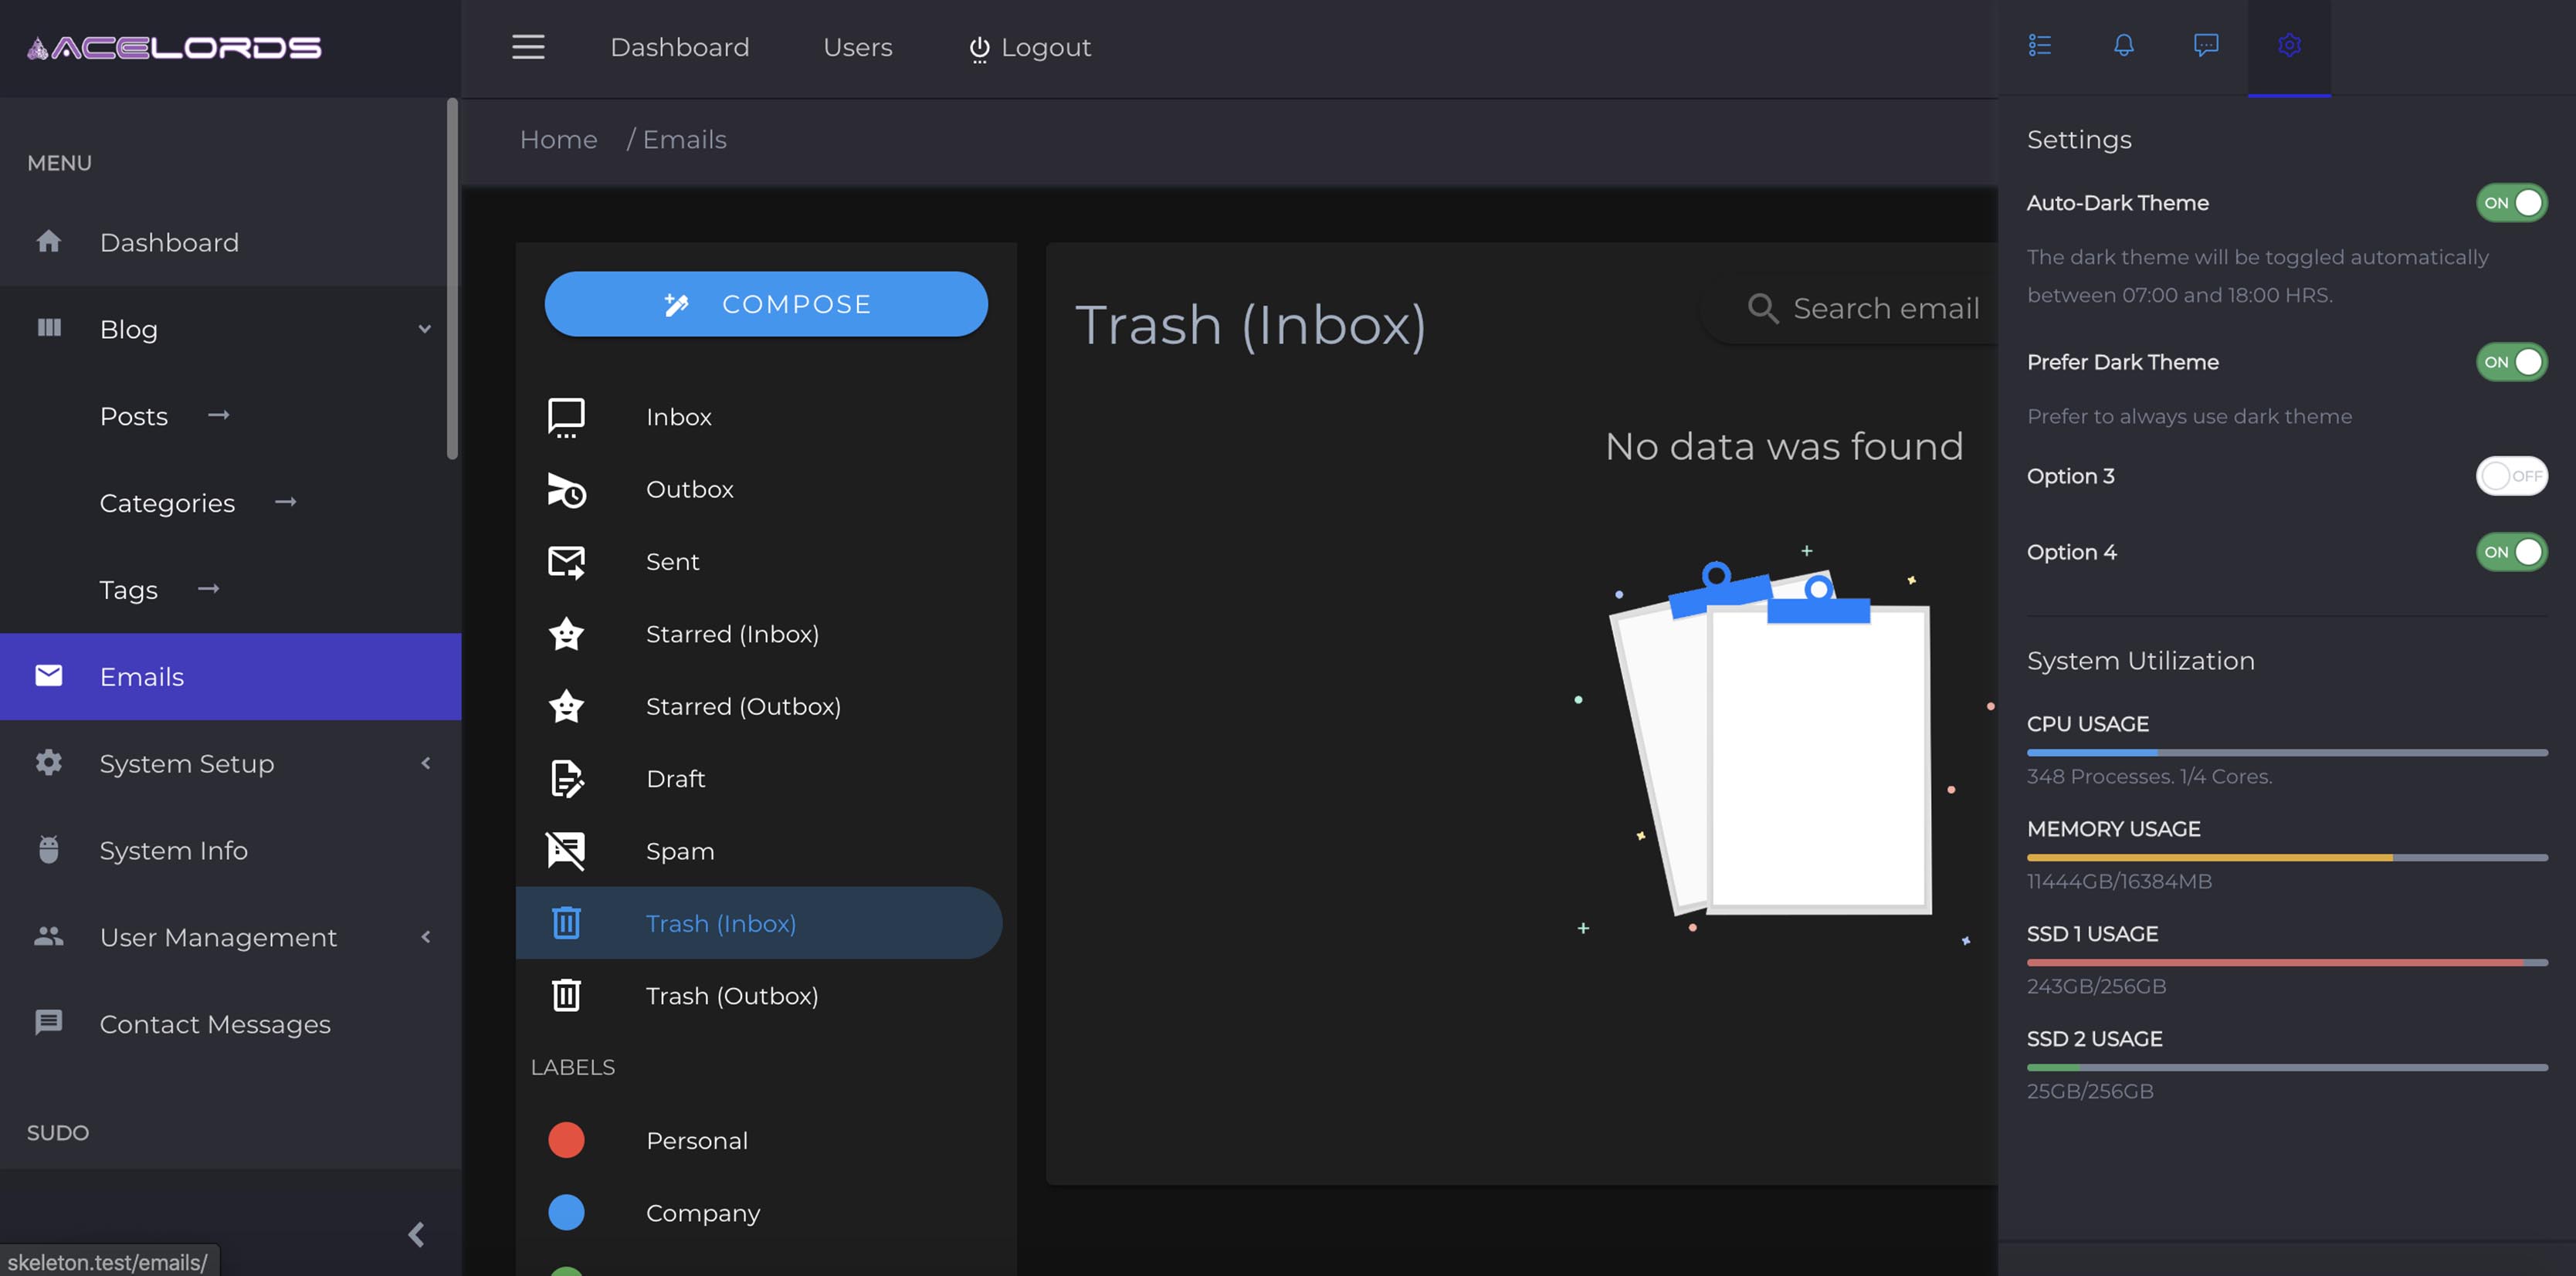 ACELORDS
MENU
Dashboard
Blog
Posts
Categories
Tags
Emails
System Setup
System Info
User Management
Contact Messages
SUDO
skeleton.test/emails/
Dashboard Users Logout
Home / Emails
COMPOSE
Inbox
Outbox
Sent
Starred (Inbox)
Starred (Outbox)
Draft
Spam
Trash (Inbox)
Trash (Outbox)
LABELS
Personal
Company
Trash (Inbox)
Search email
No data was found
Settings
Auto-Dark Theme ON
The dark theme will be toggled automatically
between 07:00 and 18:00 HRS.
Prefer Dark Theme ON
Prefer to always use dark theme
Option 3 OFF
Option 4 ON
System Utilization
CPU USAGE
348 Processes. 1/4 Cores.
MEMORY USAGE
11444GB/16384MB
SSD 1 USAGE
243GB/256GB
SSD 2 USAGE
25GB/256GB